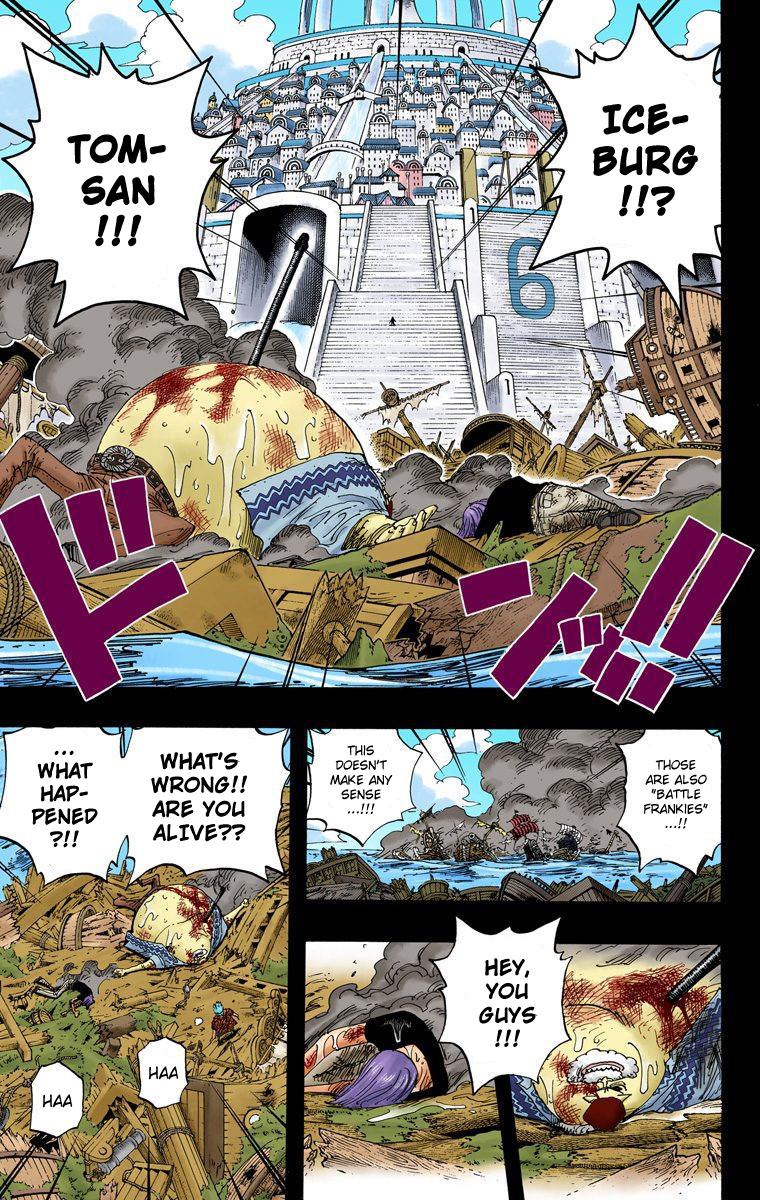 ICE-
BURG
!!?
TOM-
SAN
!!!
6
ドンッ!!
THOSE
ARE ALSO
"BATTLE
FRANKIES"
...!!
THIS
DOESN'T
MAKE ANY
SENSE
...!!!
HEY,
YOU
GUYS
!!!
WHAT'S
WRONG!!
ARE YOU
ALIVE??
...
WHAT
HAP-
PENED
?!!
HAA
HAA